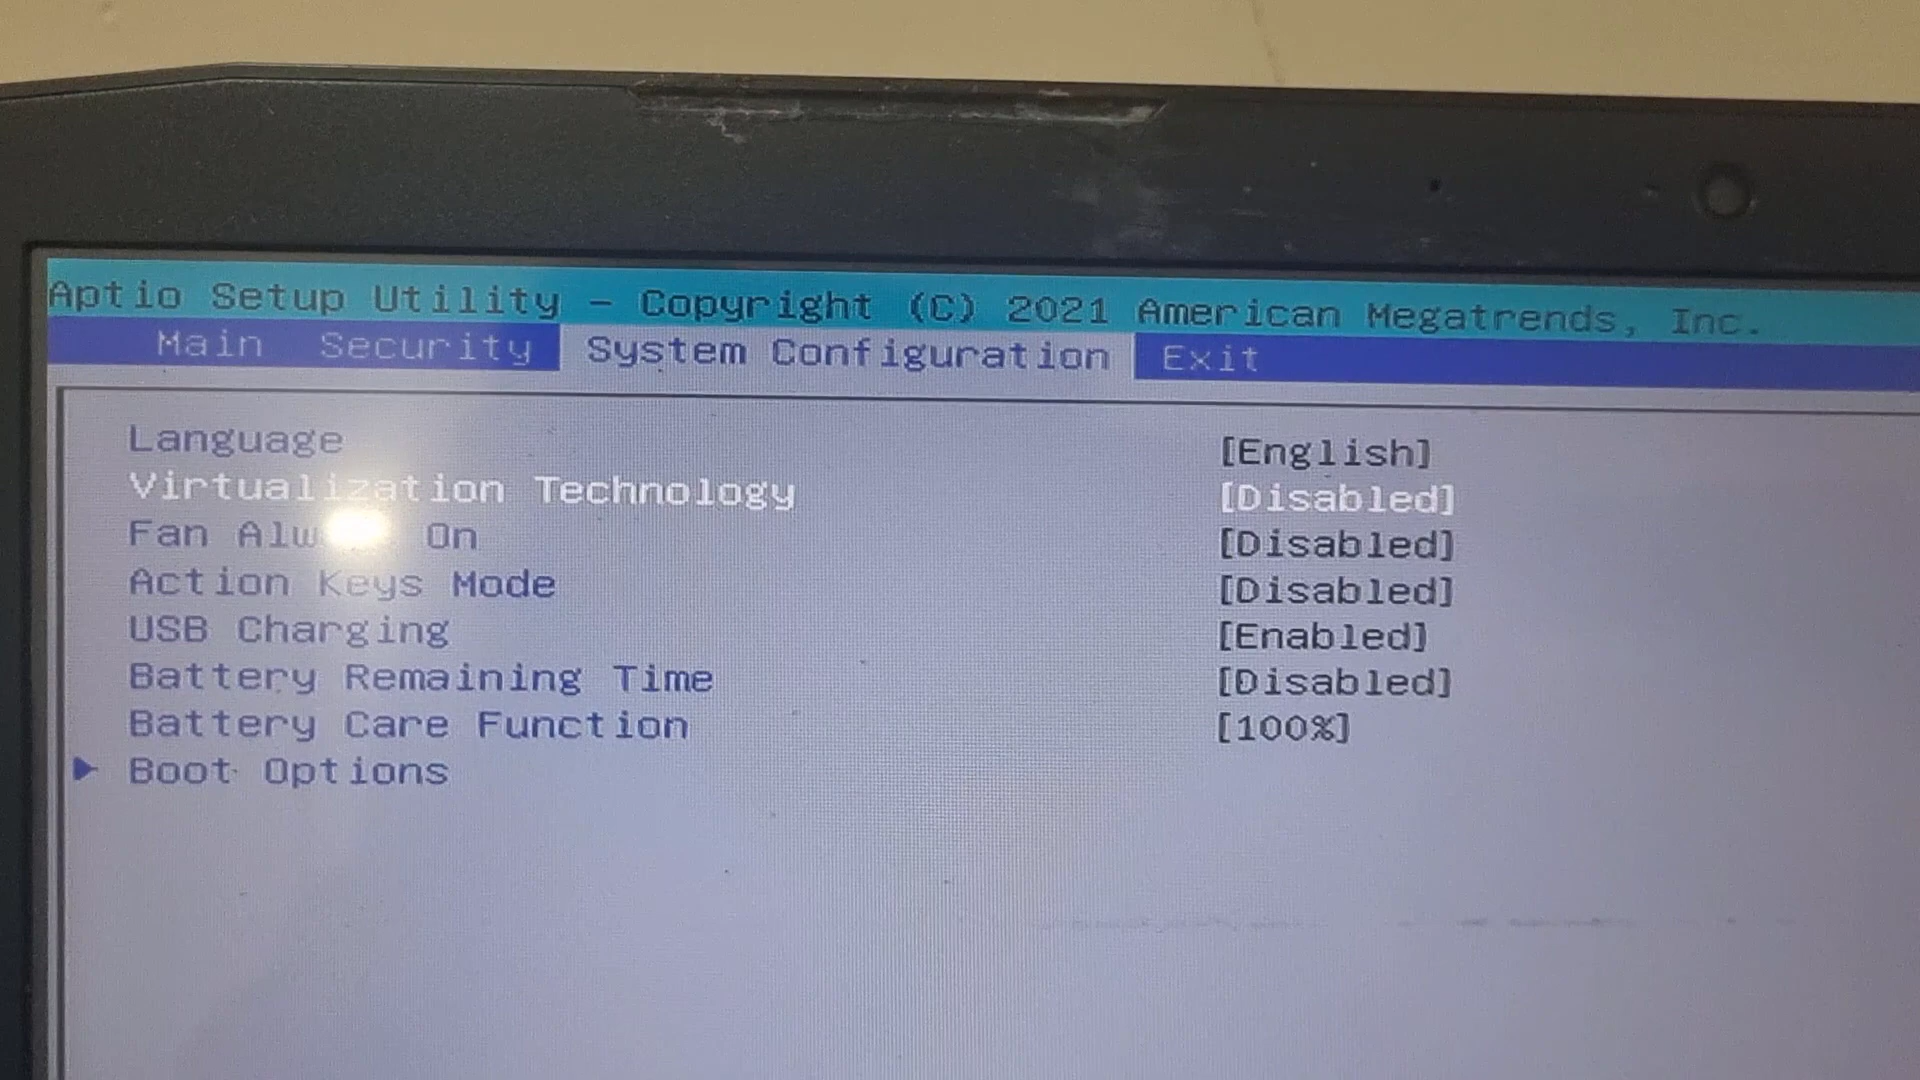 Aptio Setup Utility – Copyright (C) 2021 American Megatrends, Inc.
Main Security System Configuration Exit
Language [English]
Virtualization Technology [Disabled]
Fan Alw On [Disabled]
Action Keys Mode [Disabled]
USB Charging [Enabled]
Battery Remaining Time [Disabled]
Battery Care Function [100%]
Boot Options